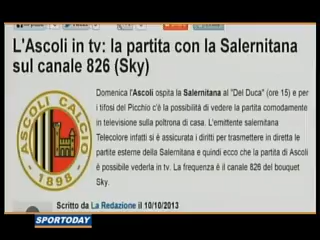 L'Ascoli in tv: la partita con la Salernitana
sul canale 826 (Sky)
Domenica l'Ascoli ospita la Salernitana al "Del Duca" (ore 15) e per
i tifosi del Picchio c'è la possibilità di vedere la partita comodamente
in televisione sulla poltrona di casa. L'emittente salernitana
Telecolore infatti si è assicurata i diritti per trasmettere in diretta le
partite esterne della Salernitana e quindi ecco che la partita di Ascoli
è possibile vederla in tv. La frequenza è il canale 826 del bouquet
Sky.
ASCOLI CALCIO
1898
Scritto da La Redazione il 10/10/2013
SPORTODAY